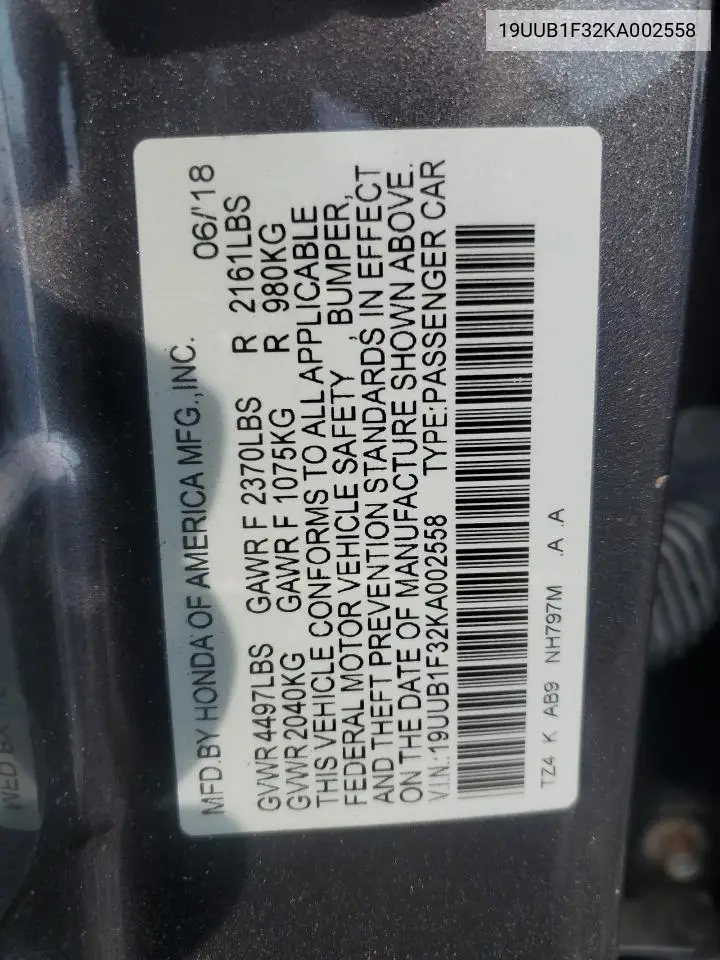 19UUB1F32KA002558
MFD. BY HONDA OF AMERICA MFG., INC. 06/'18
GVWR 4497LBS GAWR F 2370LBS R 2161LBS
GVWR 2040KG GAWR F 1075KG R 980KG
THIS VEHICLE CONFORMS TO ALL APPLICABLE
FEDERAL MOTOR VEHICLE SAFETY , BUMPER,
AND THEFT PREVENTION STANDARDS IN EFFECT
ON THE DATE OF MANUFACTURE SHOWN ABOVE.
V.I.N.: 19UUB1F32KA002558 TYPE: PASSENGER CAR
TZ4 K AB9 NH797M .A .A